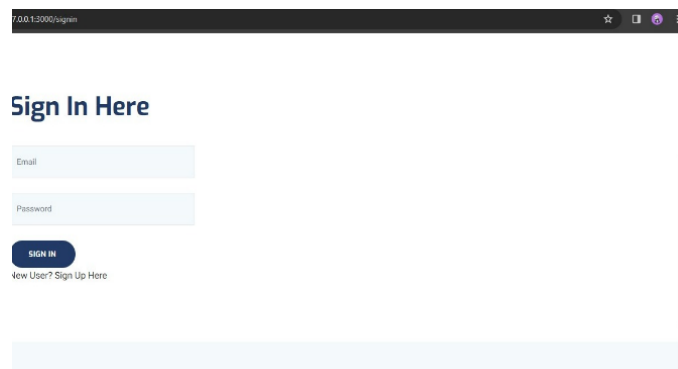 7.0.0.1:3000/signin
Sign In Here
Email
Password
SIGN IN
New User? Sign Up Here